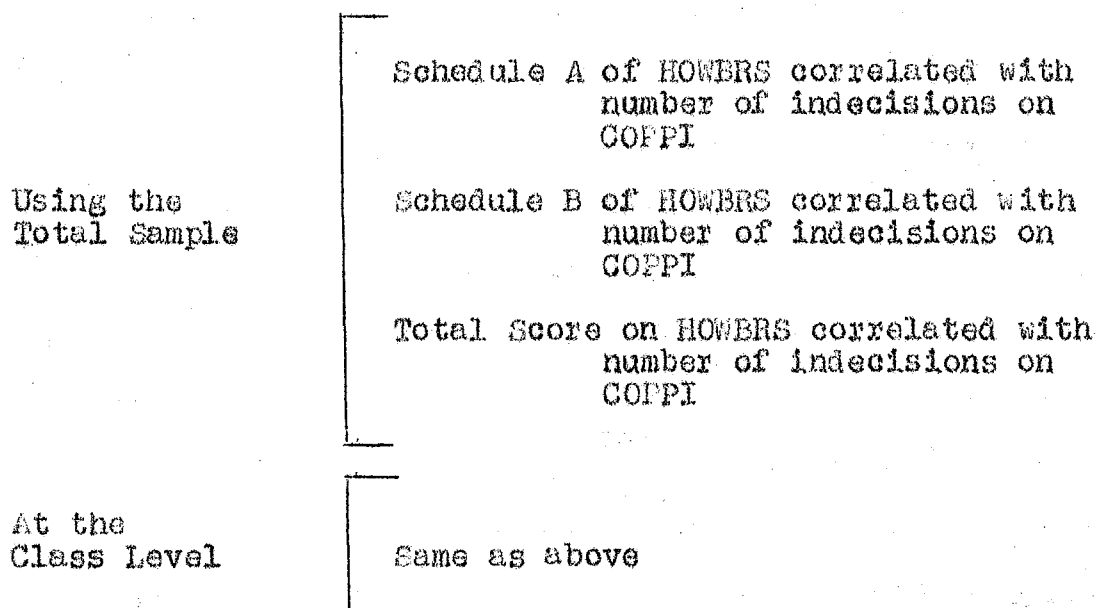 Schedule A of HOWBRS correlated with
number of indecisions on
COPPI
Using the
Total Sample
Schedule B of HOWBRS correlated with
number of indecisions on
COPPI
Total Score on HOWBRS correlated with
number of indecisions on
COPPI
At the
Class Level
Same as above